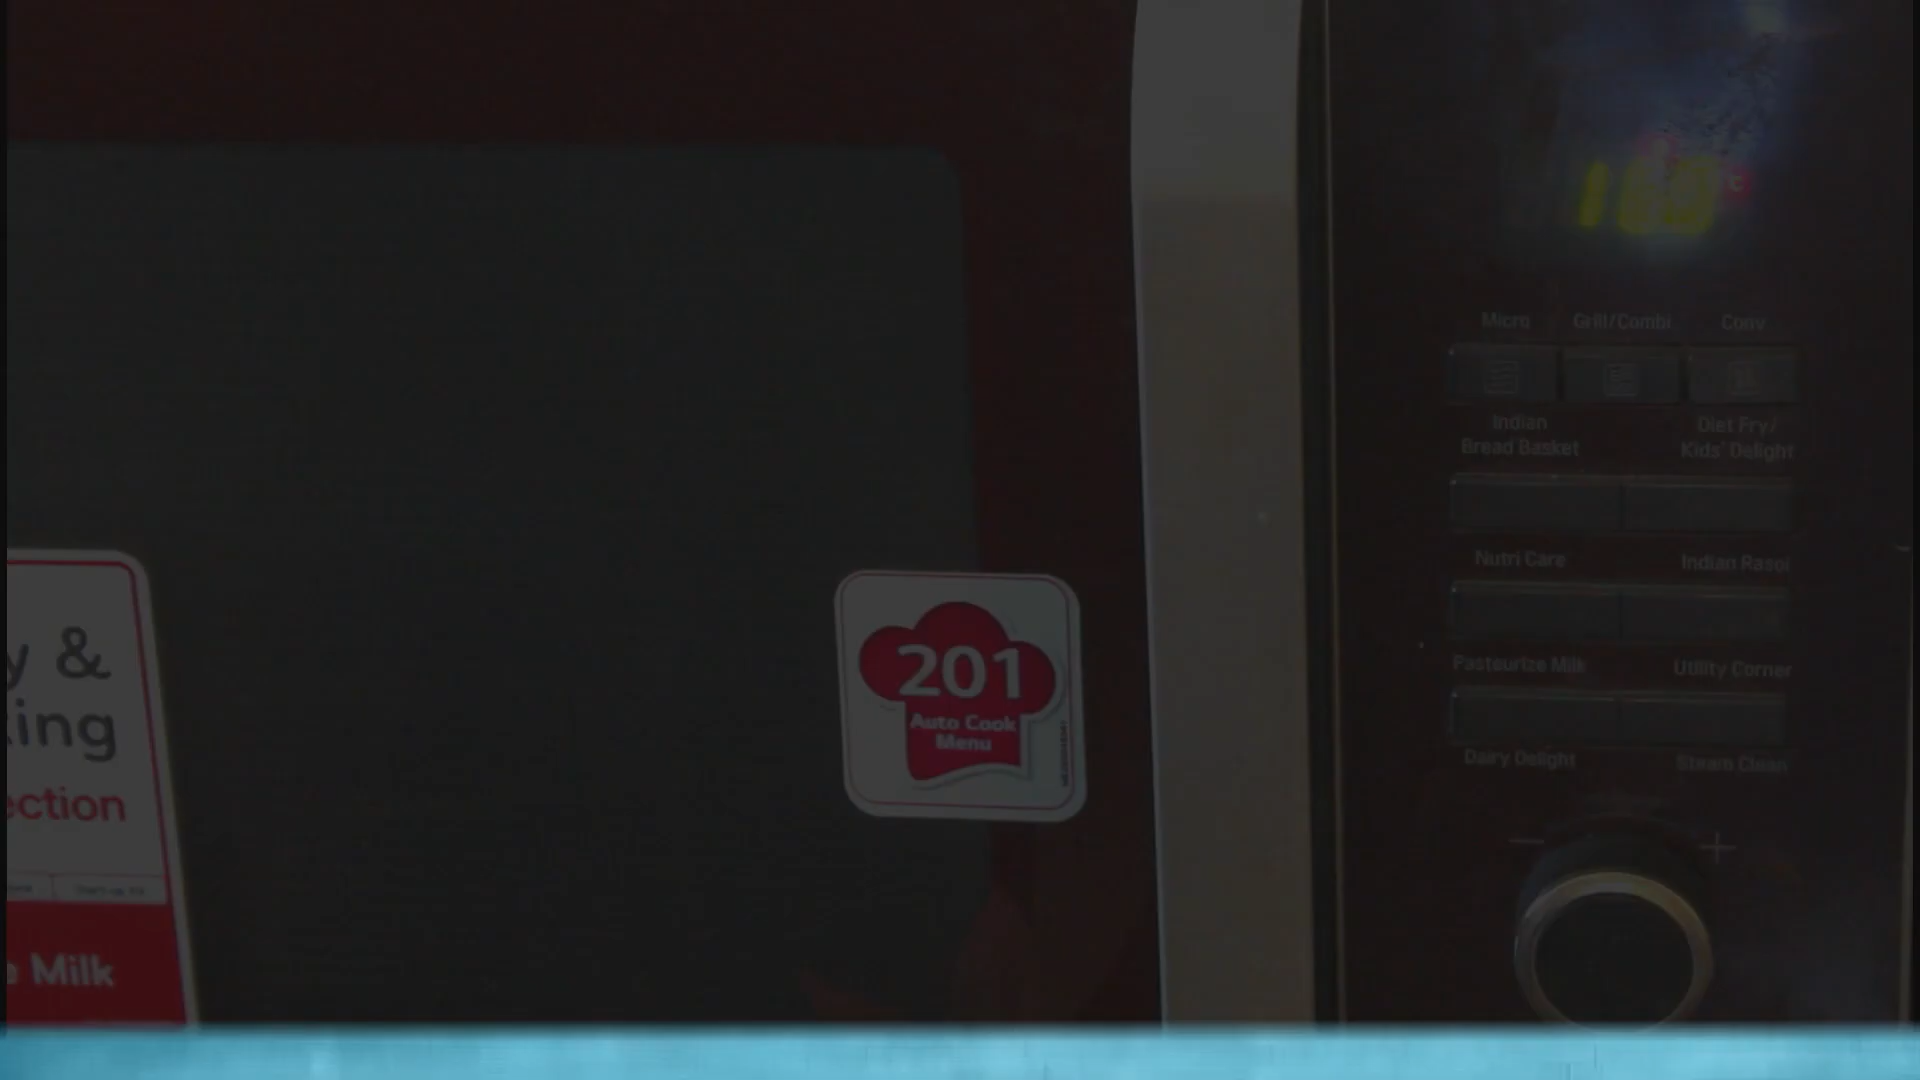 y &
ing
ection
Milk
201
Auto Cook
Menu
°C
Micro Grill/Combi Conv
Indian
Bread Basket
Diet Fry/
Kids' Delight
Nutri Care Indian Rasoi
Pasteurize Milk Utility Corner
Dairy Delight Steam Clean
− +